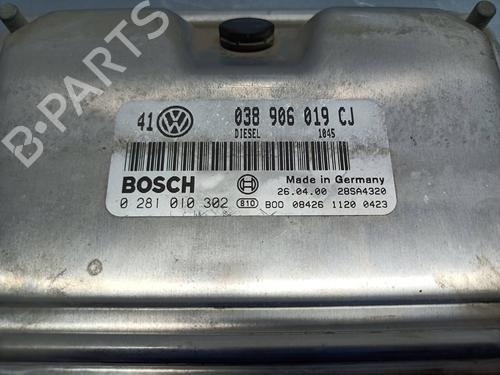 41 038 906 019 CJ
DIESEL 1045
BOSCH Made in Germany
26.04.00 28SA4320
0 281 010 302 810 B00 08426 1120 0423
B-PARTS